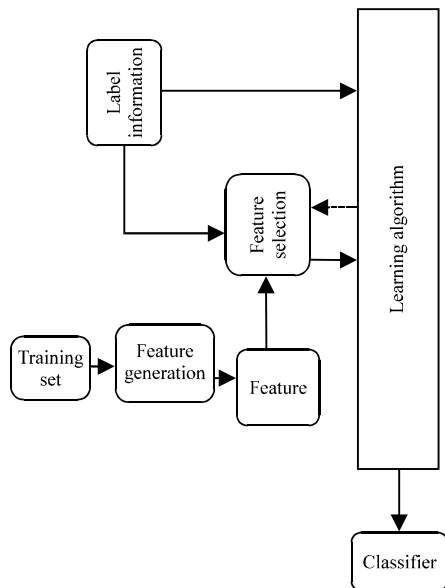 Label
information
Feature
selection
Learning algorithm
Training
set
Feature
generation
Feature
Classifier